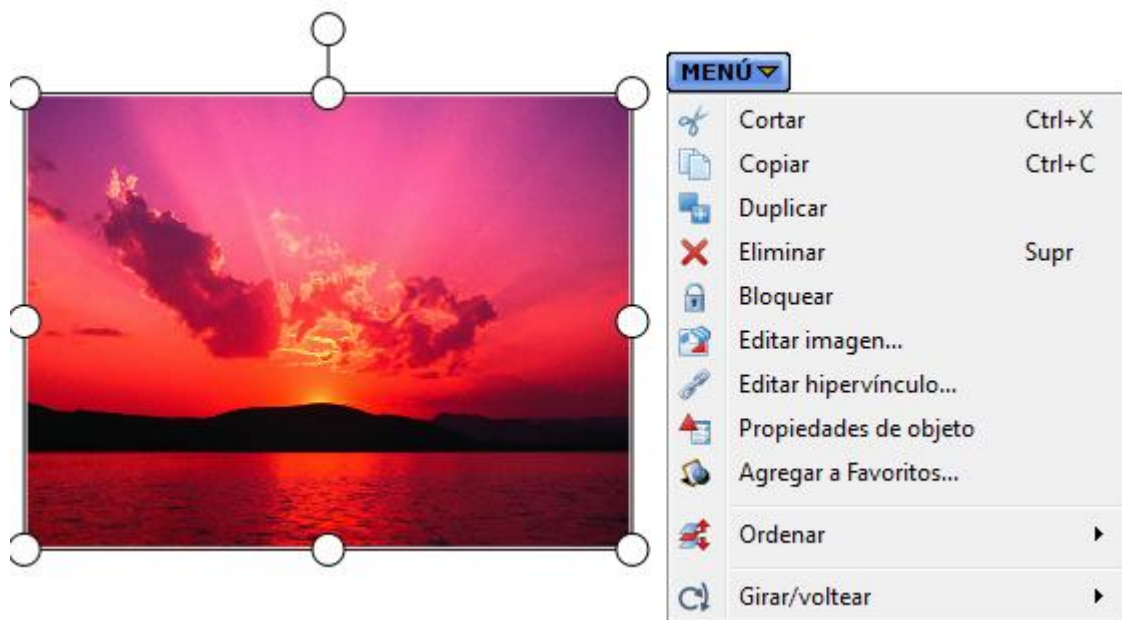 MENÚ
Cortar Ctrl+X
Copiar Ctrl+C
Duplicar
Eliminar Supr
Bloquear
Editar imagen...
Editar hipervínculo...
Propiedades de objeto
Agregar a Favoritos...
Ordenar
Girar/voltear